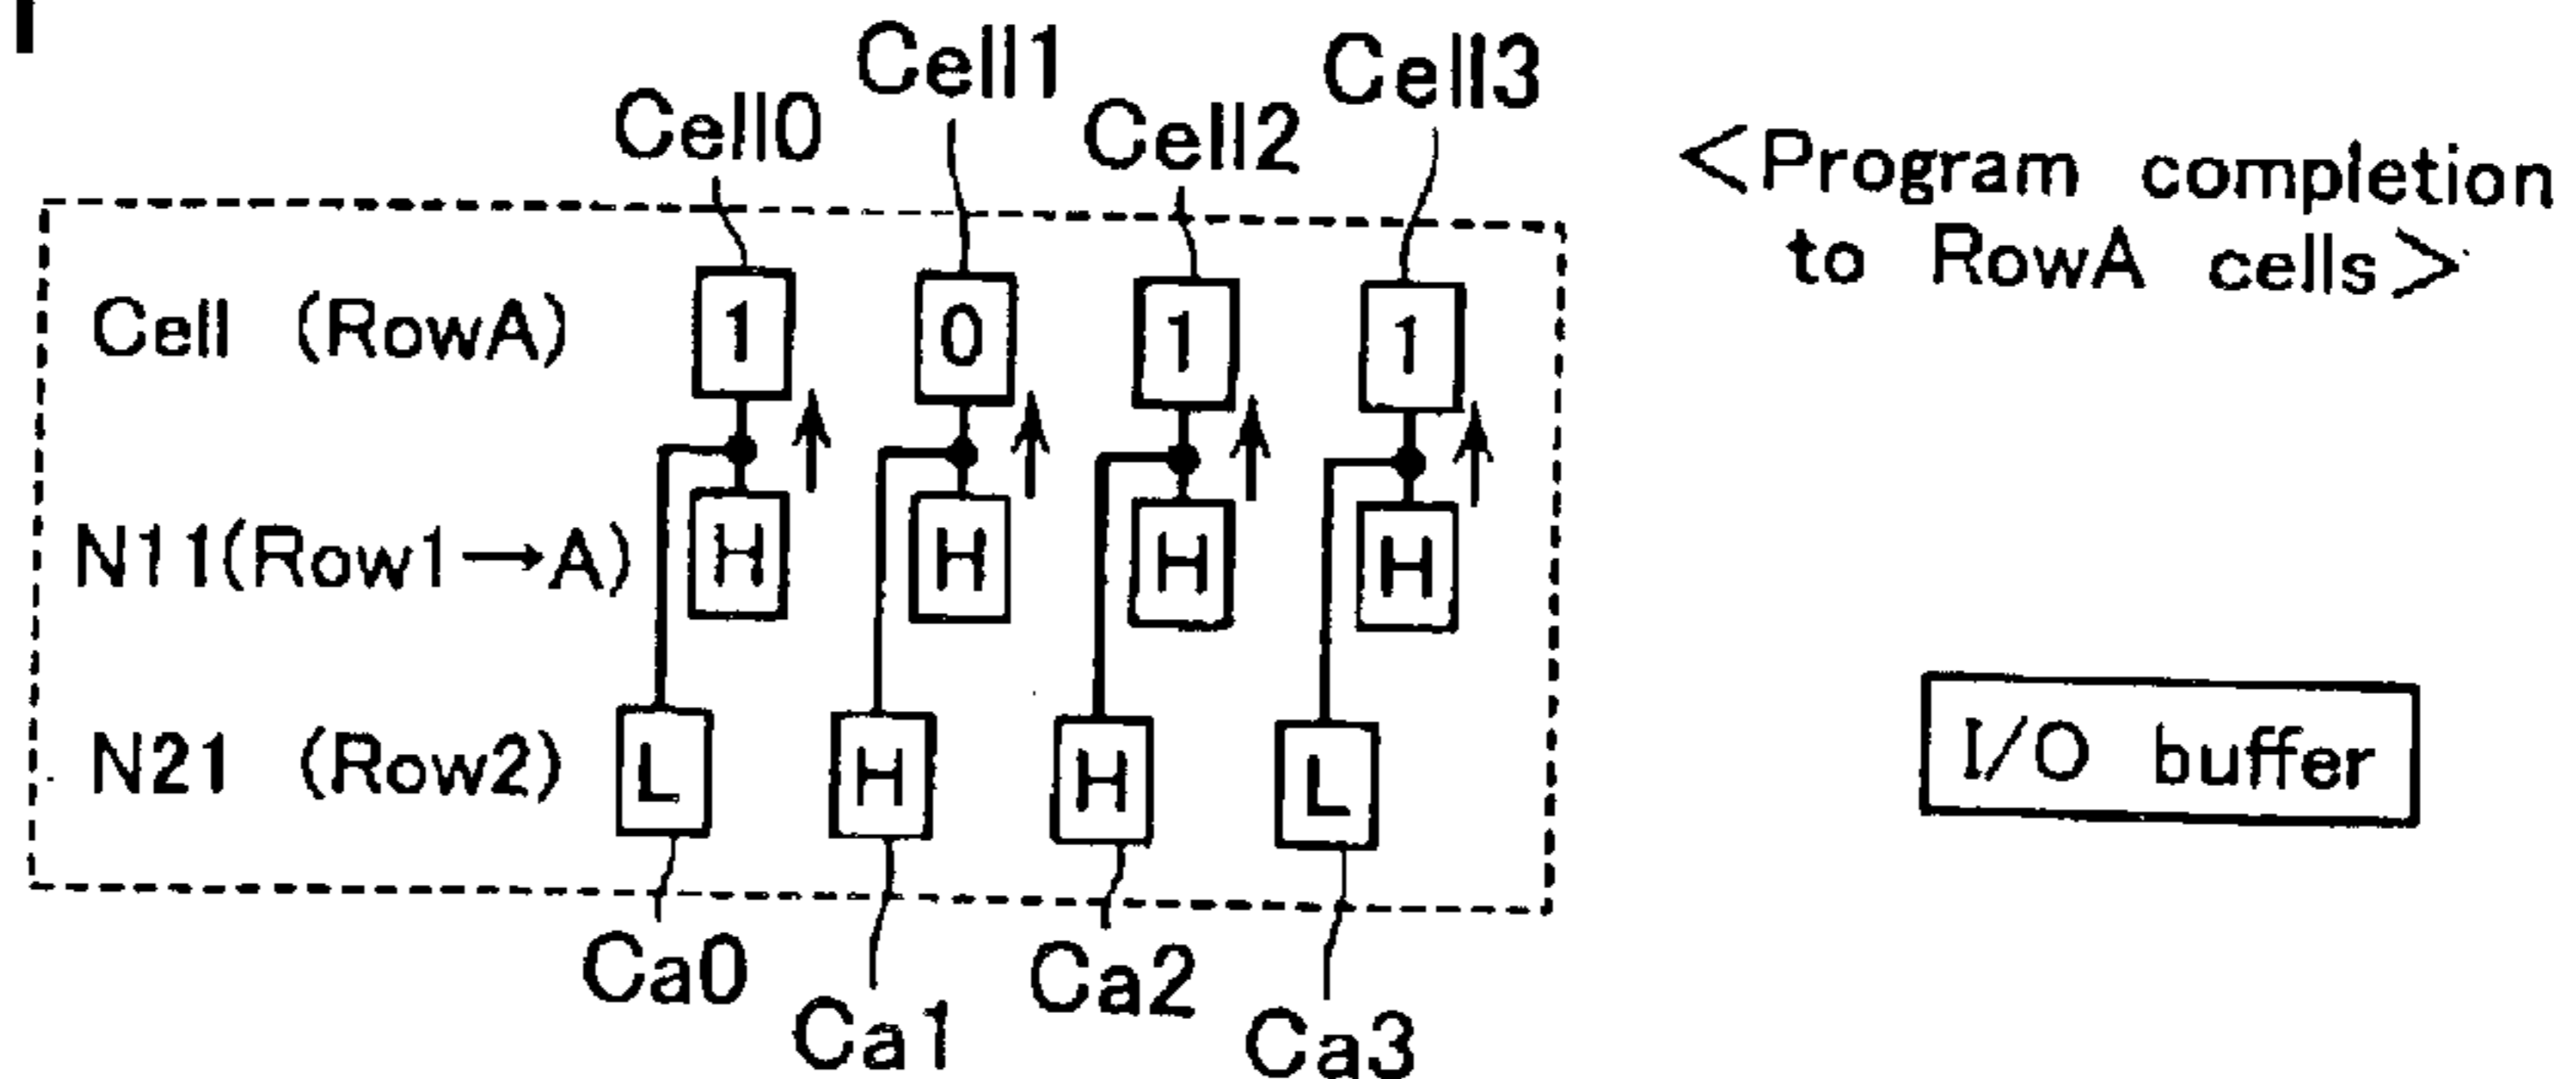 Cell0 Cell1 Cell2 Cell3
<Program completion
to RowA cells>
Cell (RowA) 1 0 1 1
N11(Row1→A) H H H H
N21 (Row2) L H H L
I/O buffer
Ca0 Ca1 Ca2 Ca3